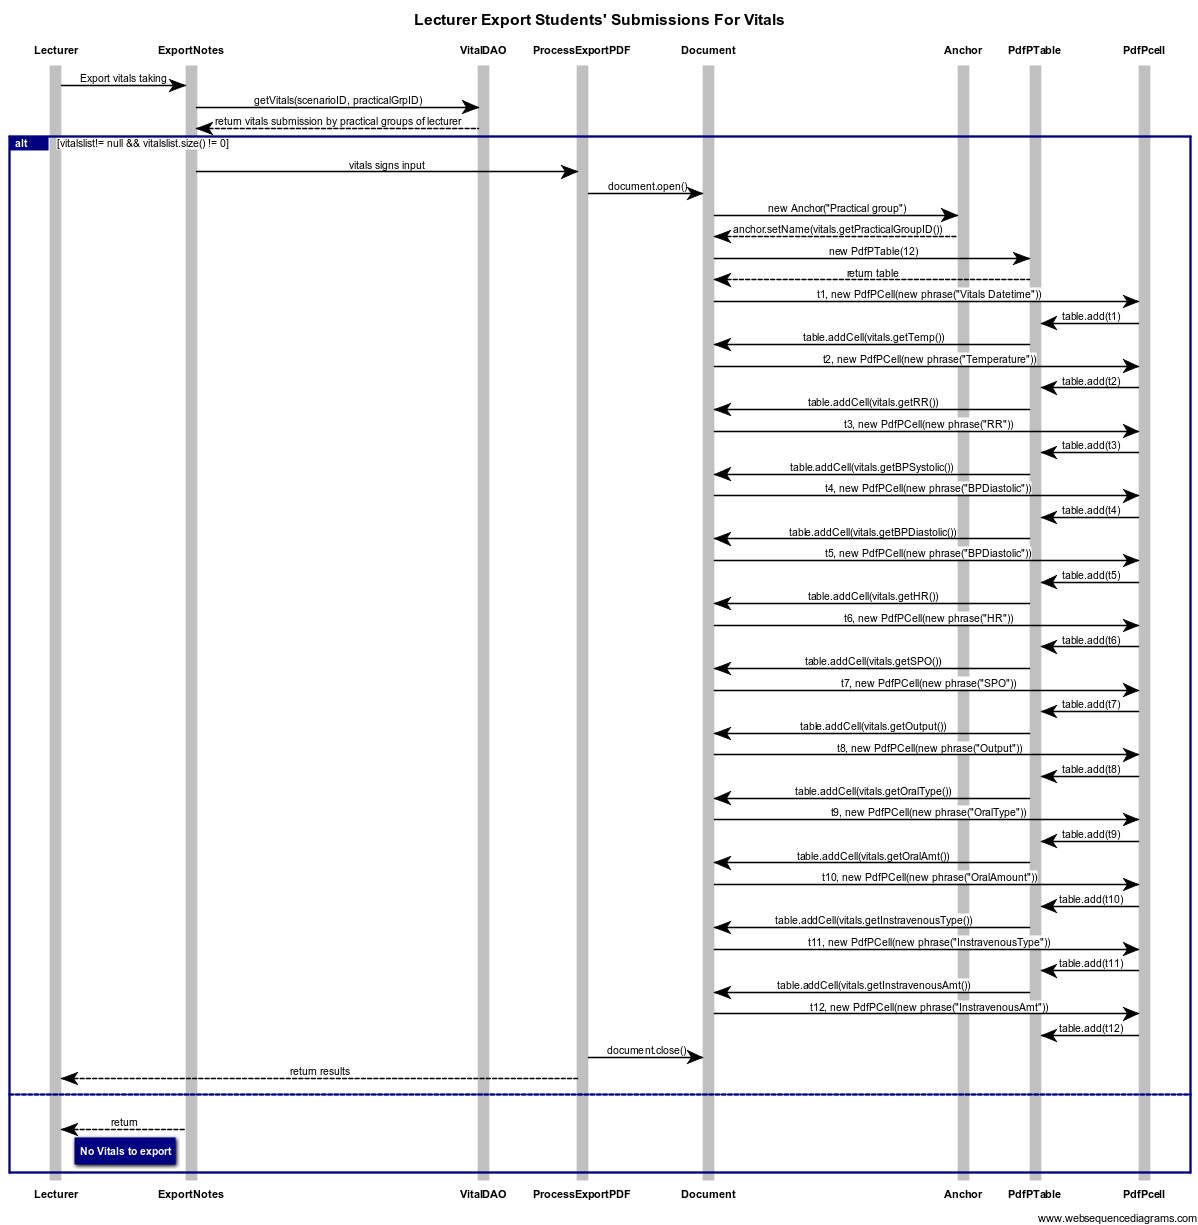 Lecturer Export Students' Submissions For Vitals
Lecturer ExportNotes VitalDAO ProcessExportPDF Document Anchor PdfPTable PdfPcell
Export vitals taking
getVitals(scenarioID, practicalGrpID)
return vitals submission by practical groups of lecturer
alt [vitalslist!= null && vitalslist.size() != 0]
vitals signs input
document.open()
new Anchor("Practical group")
anchor.setName(vitals.getPracticalGroupID())
new PdfPTable(12)
return table
t1, new PdfPCell(new phrase("Vitals Datetime"))
table.add(t1)
table.addCell(vitals.getTemp())
t2, new PdfPCell(new phrase("Temperature"))
table.add(t2)
table.addCell(vitals.getRR())
t3, new PdfPCell(new phrase("RR"))
table.add(t3)
table.addCell(vitals.getBPSystolic())
t4, new PdfPCell(new phrase("BPDiastolic"))
table.add(t4)
table.addCell(vitals.getBPDiastolic())
t5, new PdfPCell(new phrase("BPDiastolic"))
table.add(t5)
table.addCell(vitals.getHR())
t6, new PdfPCell(new phrase("HR"))
table.add(t6)
table.addCell(vitals.getSPO())
t7, new PdfPCell(new phrase("SPO"))
table.add(t7)
table.addCell(vitals.getOutput())
t8, new PdfPCell(new phrase("Output"))
table.add(t8)
table.addCell(vitals.getOralType())
t9, new PdfPCell(new phrase("OralType"))
table.add(t9)
table.addCell(vitals.getOralAmt())
t10, new PdfPCell(new phrase("OralAmount"))
table.add(t10)
table.addCell(vitals.getInstravenousType())
t11, new PdfPCell(new phrase("InstravenousType"))
table.add(t11)
table.addCell(vitals.getInstravenousAmt())
t12, new PdfPCell(new phrase("InstravenousAmt"))
table.add(t12)
document.close()
return results
return
No Vitals to export
Lecturer ExportNotes VitalDAO ProcessExportPDF Document Anchor PdfPTable PdfPcell
www.websequencediagrams.com